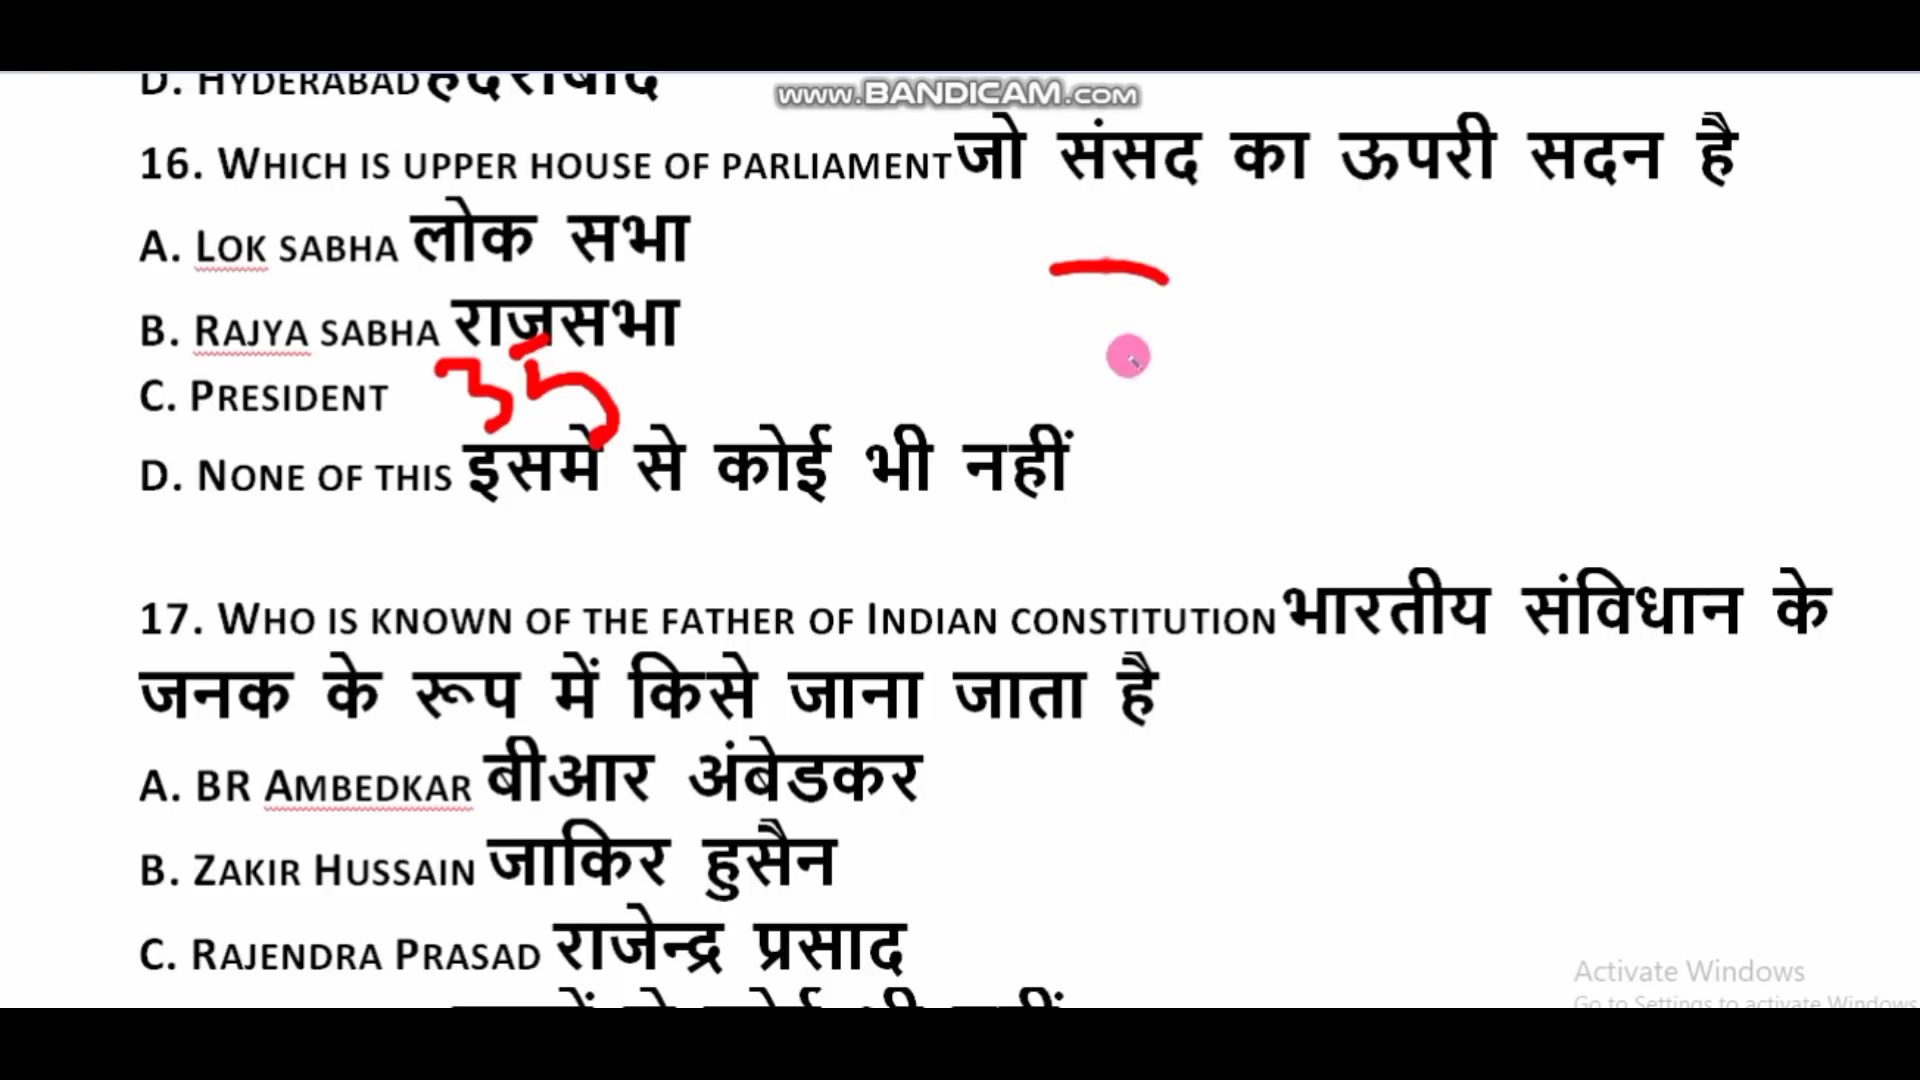 D. HYDERABAD हैदराबाद
www.BANDICAM.com
16. WHICH IS UPPER HOUSE OF PARLIAMENT जो संसद का ऊपरी सदन है
A. LOK SABHA लोक सभा
B. RAJYA SABHA राजसभा
C. PRESIDENT
35
D. NONE OF THIS इसमे से कोई भी नहीं
17. WHO IS KNOWN OF THE FATHER OF INDIAN CONSTITUTION भारतीय संविधान के
जनक के रूप में किसे जाना जाता है
A. BR AMBEDKAR बीआर अंबेडकर
B. ZAKIR HUSSAIN जाकिर हुसैन
C. RAJENDRA PRASAD राजेन्द्र प्रसाद
Activate Windows
Go to Settings to activate Windows